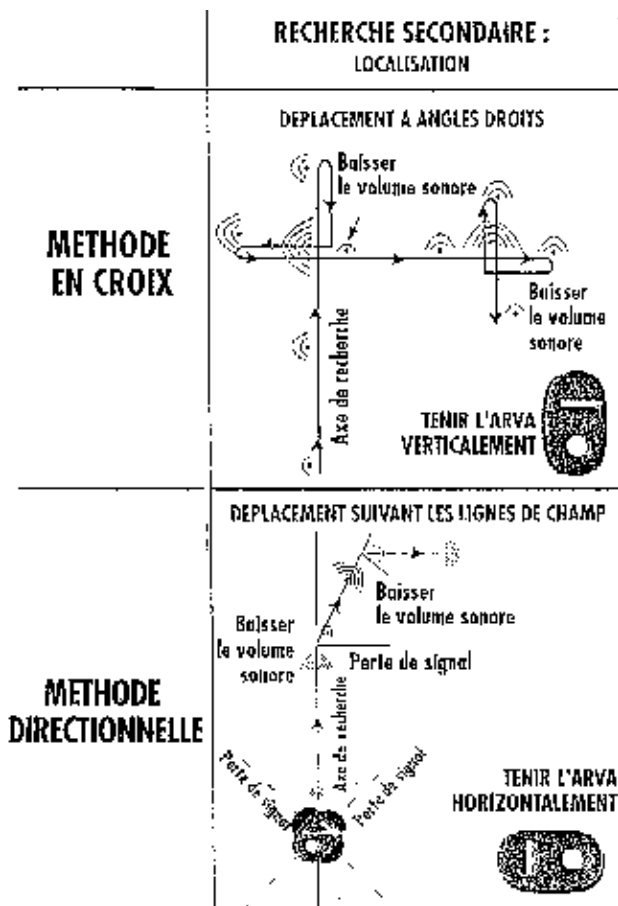 RECHERCHE SECONDAIRE :
LOCALISATION
METHODE
EN CROIX
DEPLACEMENT A ANGLES DROITS
Baisser
le volume sonore
Axe de recherche
Baisser
le volume
sonore
TENIR L'ARVA
VERTICALEMENT
METHODE
DIRECTIONNELLE
DEPLACEMENT SUIVANT LES LIGNES DE CHAMP
Baisser
le volume sonore
Baisser
le volume
sonore
Perte de signal
Axe de recherche
Perte de signal
Perte de signal
TENIR L'ARVA
HORIZONTALEMENT